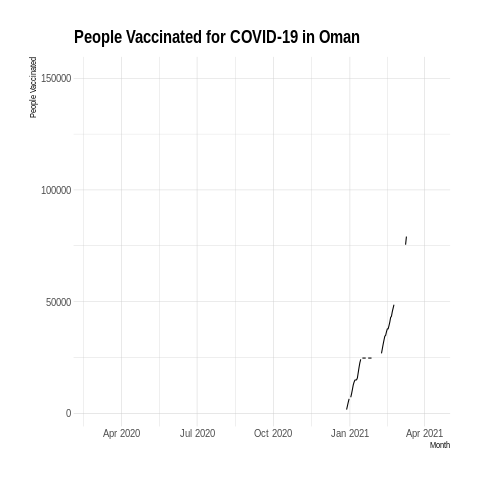 People Vaccinated for COVID-19 in Oman
People Vaccinated
150000
100000
50000
0
Apr 2020 Jul 2020 Oct 2020 Jan 2021 Apr 2021
Month